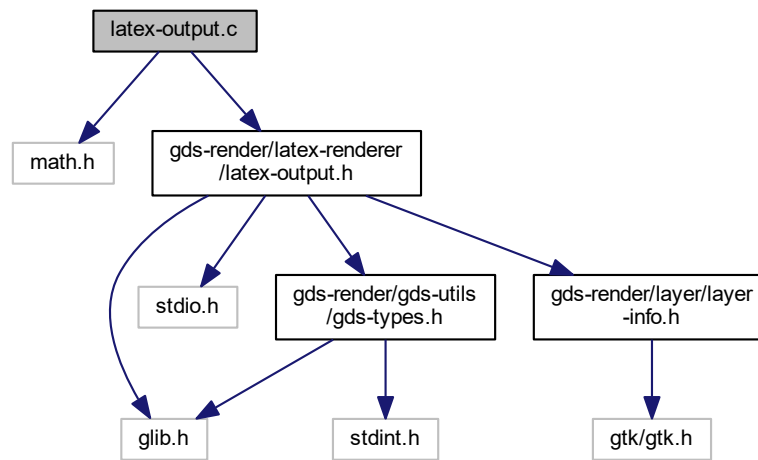 latex-output.c
math.h
gds-render/latex-renderer
/latex-output.h
stdio.h
gds-render/gds-utils
/gds-types.h
gds-render/layer/layer
-info.h
glib.h
stdint.h
gtk/gtk.h